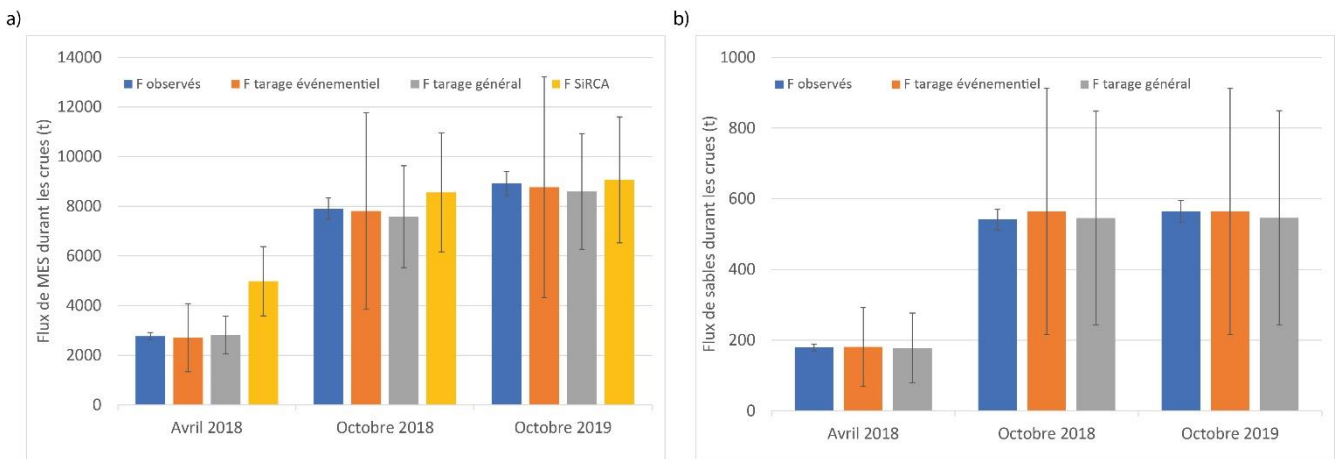 a)
Flux de MES durant les crues (t)
14000
12000
10000
8000
6000
4000
2000
0
F observés F tarage événementiel F tarage général F SiRCA
Avril 2018 Octobre 2018 Octobre 2019
b)
Flux de sables durant les crues (t)
1000
800
600
400
200
0
F observés F tarage événementiel F tarage général
Avril 2018 Octobre 2018 Octobre 2019